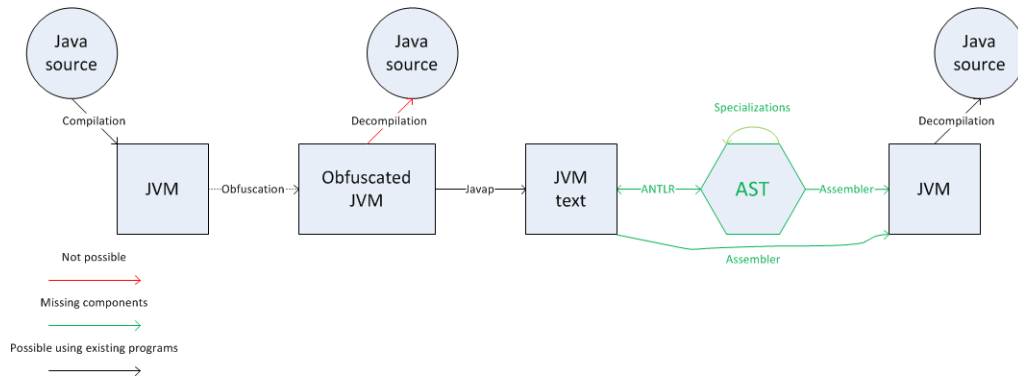 Java
source
Java
source
Java
source
Compilation
Decompilation
Specializations
Decompilation
JVM
Obfuscation
Obfuscated
JVM
Javap
JVM
text
ANTLR
AST
Assembler
JVM
Assembler
Not possible
Missing components
Possible using existing programs